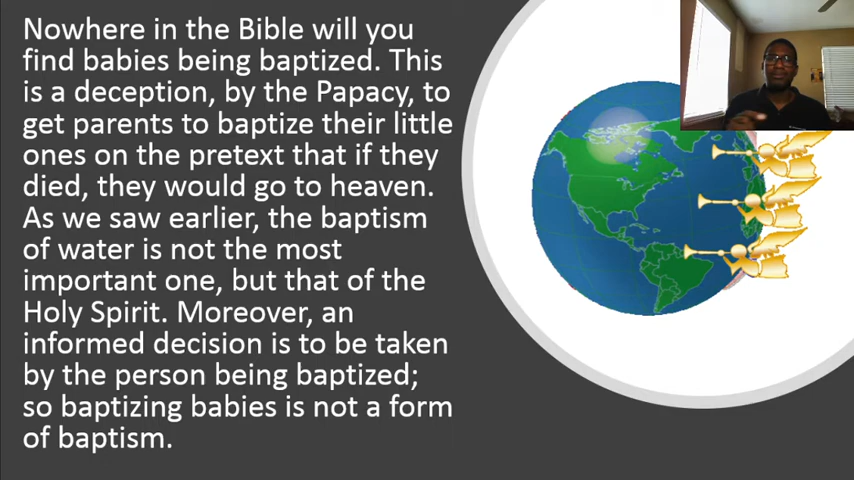 Nowhere in the Bible will you
find babies being baptized. This
is a deception, by the Papacy, to
get parents to baptize their little
ones on the pretext that if they
died, they would go to heaven.
As we saw earlier, the baptism
of water is not the most
important one, but that of the
Holy Spirit. Moreover, an
informed decision is to be taken
by the person being baptized;
so baptizing babies is not a form
of baptism.